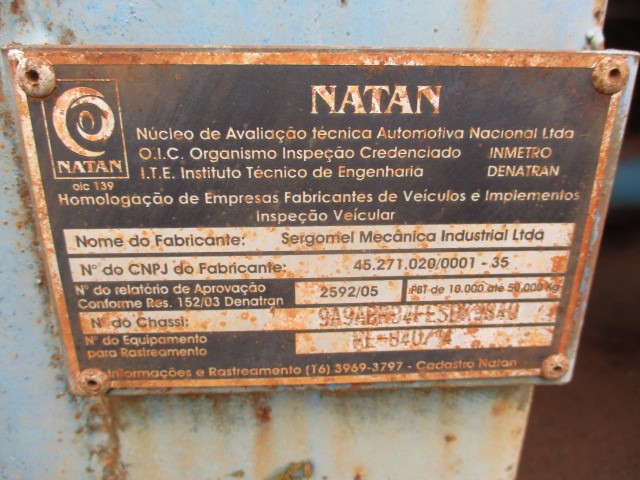 NATAN
oic 139
NATAN
Núcleo de Avaliação técnica Automotiva Nacional Ltda
O.I.C. Organismo Inspeção Credenciado INMETRO
I.T.E. Instituto Técnico de Engenharia DENATRAN
Homologação de Empresas Fabricantes de Veículos e Implementos
Inspeção Veicular
Nome do Fabricante: Sergomel Mecânica Industrial Ltda
N° do CNPJ do Fabricante: 45.271.020/0001 - 35
N° do relatório de Aprovação
Conforme Res. 152/03 Denatran
2592/05 PBT de 10.000 até 50.000 Kg
N° do Chassi:
N° do Equipamento
para Rastreamento
Informações e Rastreamento (16) 3969-3797 - Cadastro Natan